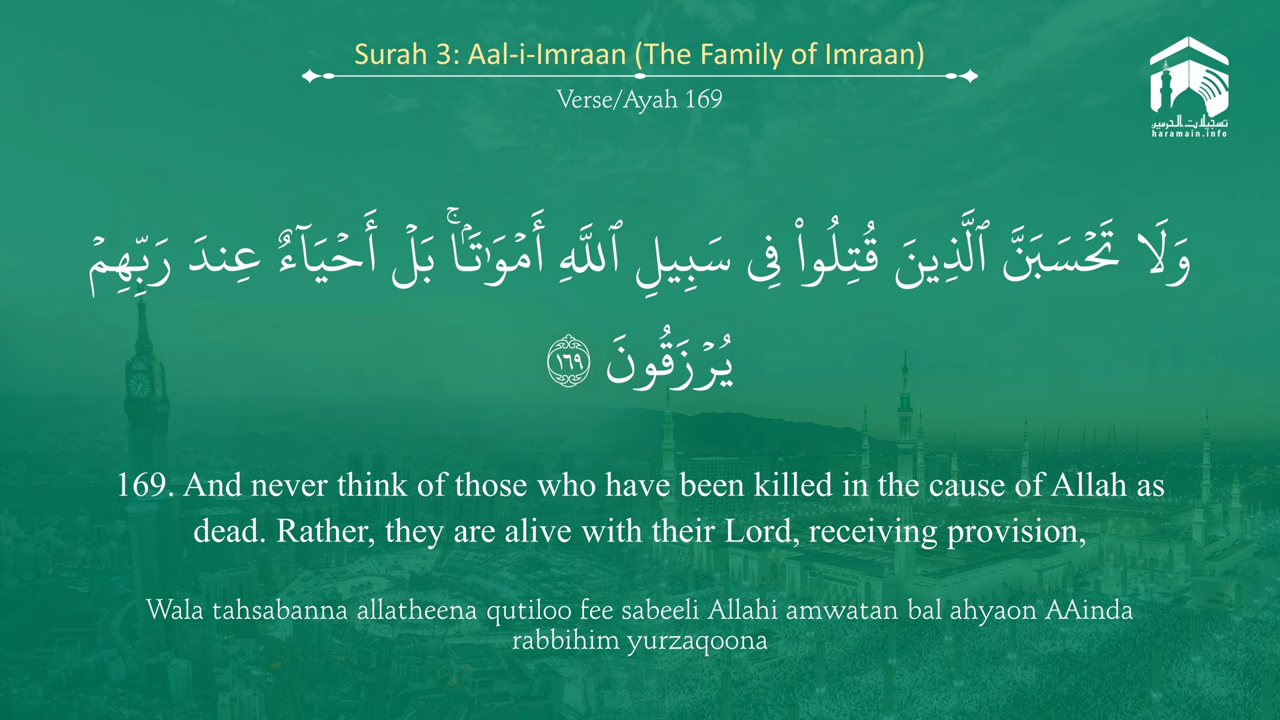 Surah 3: Aal-i-Imraan (The Family of Imraan)
Verse/Ayah 169
تسجيلات الحرمين
haramain.info
وَلَا تَحۡسَبَنَّ ٱلَّذِينَ قُتِلُواْ فِي سَبِيلِ ٱللَّهِ أَمۡوَٰتَۢاۚ بَلۡ أَحۡيَآءٌ عِندَ رَبِّهِمۡ
يُرۡزَقُونَ ١٦٩
169. And never think of those who have been killed in the cause of Allah as
dead. Rather, they are alive with their Lord, receiving provision,
Wala tahsabanna allatheena qutiloo fee sabeeli Allahi amwatan bal ahyaon AAinda
rabbihim yurzaqoona